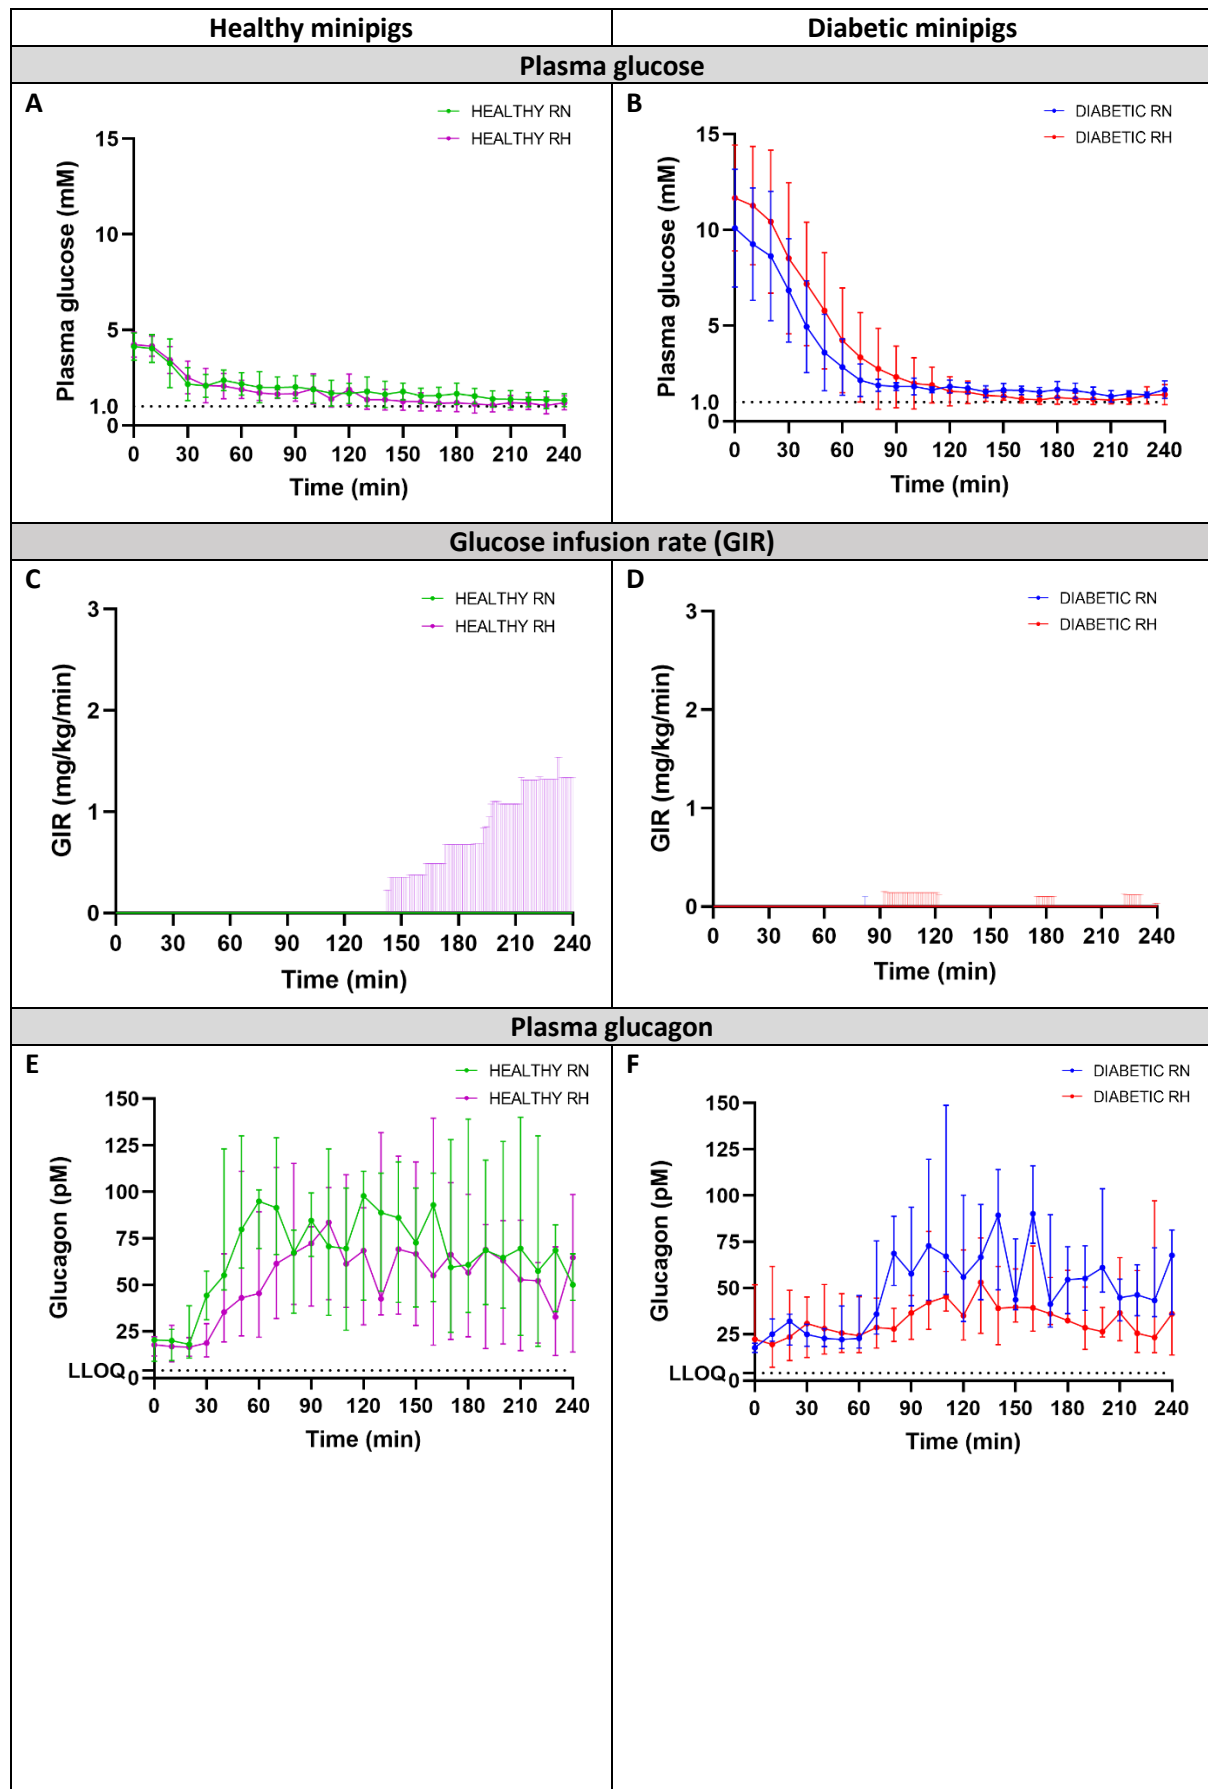 Healthy minipigs
Diabetic minipigs
Plasma glucose
A
HEALTHY RN
HEALTHY RH
Plasma glucose (mM)
15
10
5
1.0
0
0 30 60 90 120 150 180 210 240
Time (min)
B
DIABETIC RN
DIABETIC RH
Plasma glucose (mM)
15
10
5
1.0
0
0 30 60 90 120 150 180 210 240
Time (min)
Glucose infusion rate (GIR)
C
HEALTHY RN
HEALTHY RH
GIR (mg/kg/min)
3
2
1
0
0 30 60 90 120 150 180 210 240
Time (min)
D
DIABETIC RN
DIABETIC RH
GIR (mg/kg/min)
3
2
1
0
0 30 60 90 120 150 180 210 240
Time (min)
Plasma glucagon
E
HEALTHY RN
HEALTHY RH
Glucagon (pM)
150
125
100
75
50
25
LLOQ
0
0 30 60 90 120 150 180 210 240
Time (min)
F
DIABETIC RN
DIABETIC RH
Glucagon (pM)
150
125
100
75
50
25
LLOQ
0
0 30 60 90 120 150 180 210 240
Time (min)